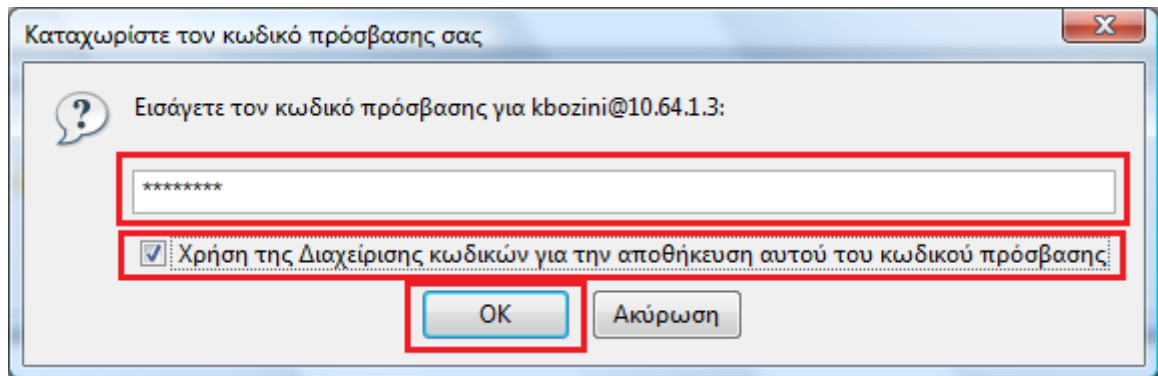 Καταχωρίστε τον κωδικό πρόσβασης σας
Εισάγετε τον κωδικό πρόσβασης για kbozini@10.64.1.3:
********
Χρήση της Διαχείρισης κωδικών για την αποθήκευση αυτού του κωδικού πρόσβασης
OK Ακύρωση